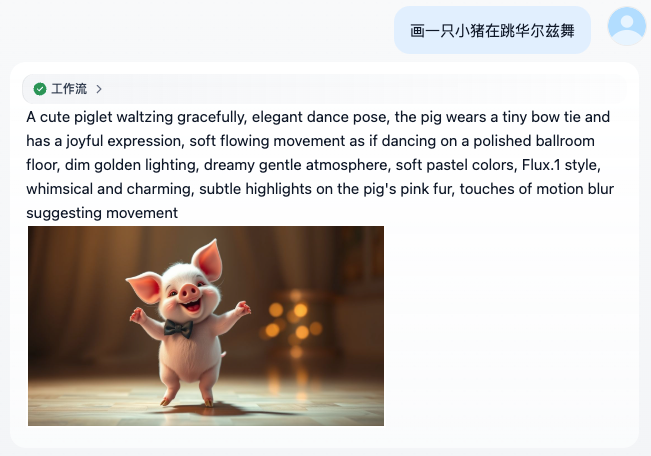 画一只小猪在跳华尔兹舞
工作流
A cute piglet waltzing gracefully, elegant dance pose, the pig wears a tiny bow tie and
has a joyful expression, soft flowing movement as if dancing on a polished ballroom
floor, dim golden lighting, dreamy gentle atmosphere, soft pastel colors, Flux.1 style,
whimsical and charming, subtle highlights on the pig's pink fur, touches of motion blur
suggesting movement